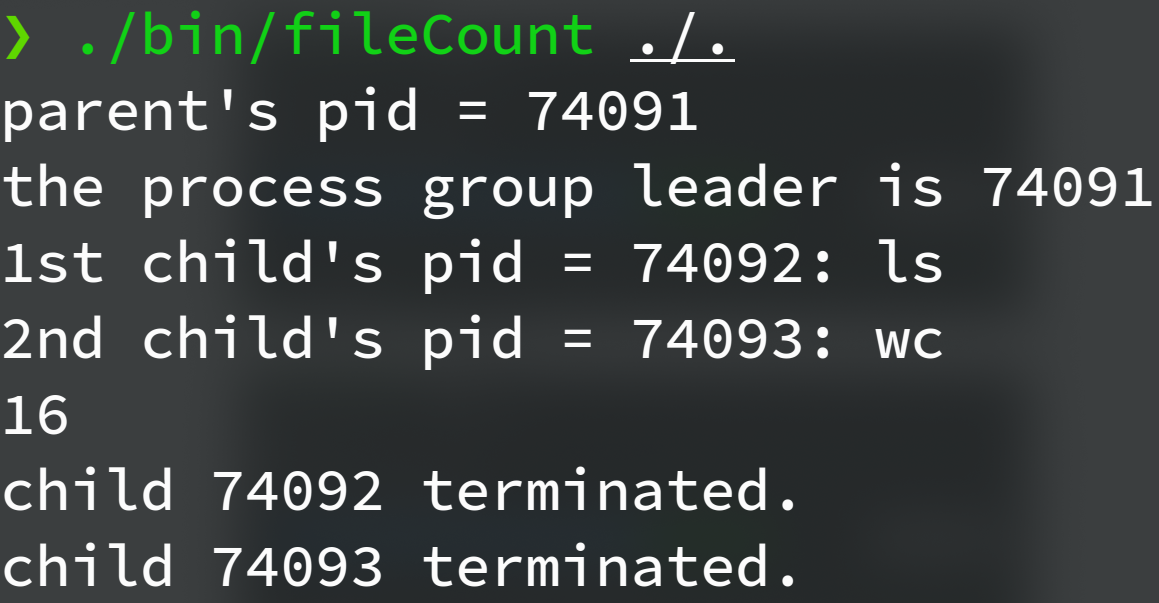 ❯ ./bin/fileCount ./.
parent's pid = 74091
the process group leader is 74091
1st child's pid = 74092: ls
2nd child's pid = 74093: wc
16
child 74092 terminated.
child 74093 terminated.